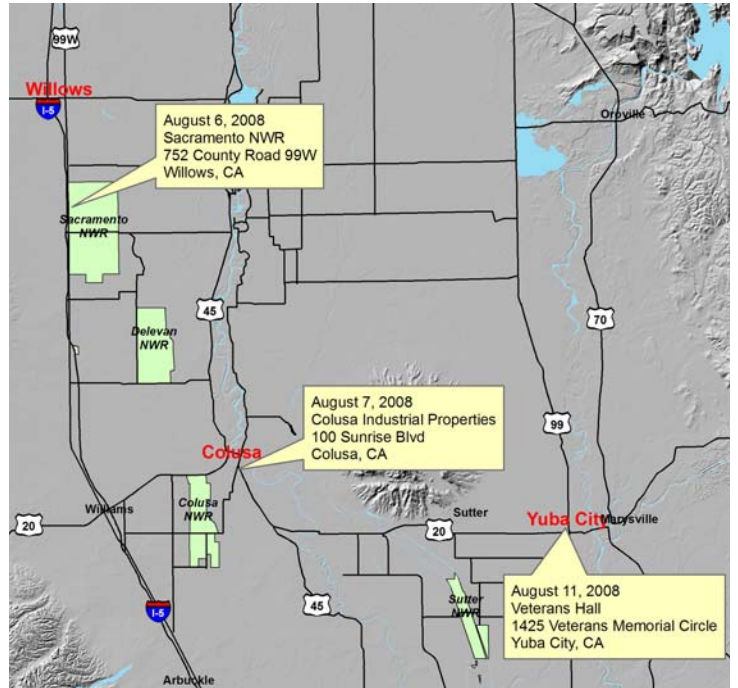 99W
Willows
I-5
August 6, 2008
Sacramento NWR
752 County Road 99W
Willows, CA
Oroville
Sacramento
NWR
45
70
Delevan
NWR
August 7, 2008
Colusa Industrial Properties
100 Sunrise Blvd
Colusa, CA
99
Colusa
Williams
Colusa
NWR
20
Sutter
20
Yuba City
Marysville
August 11, 2008
Veterans Hall
1425 Veterans Memorial Circle
Yuba City, CA
Sutter
NWR
45
I-5
Arbuckle